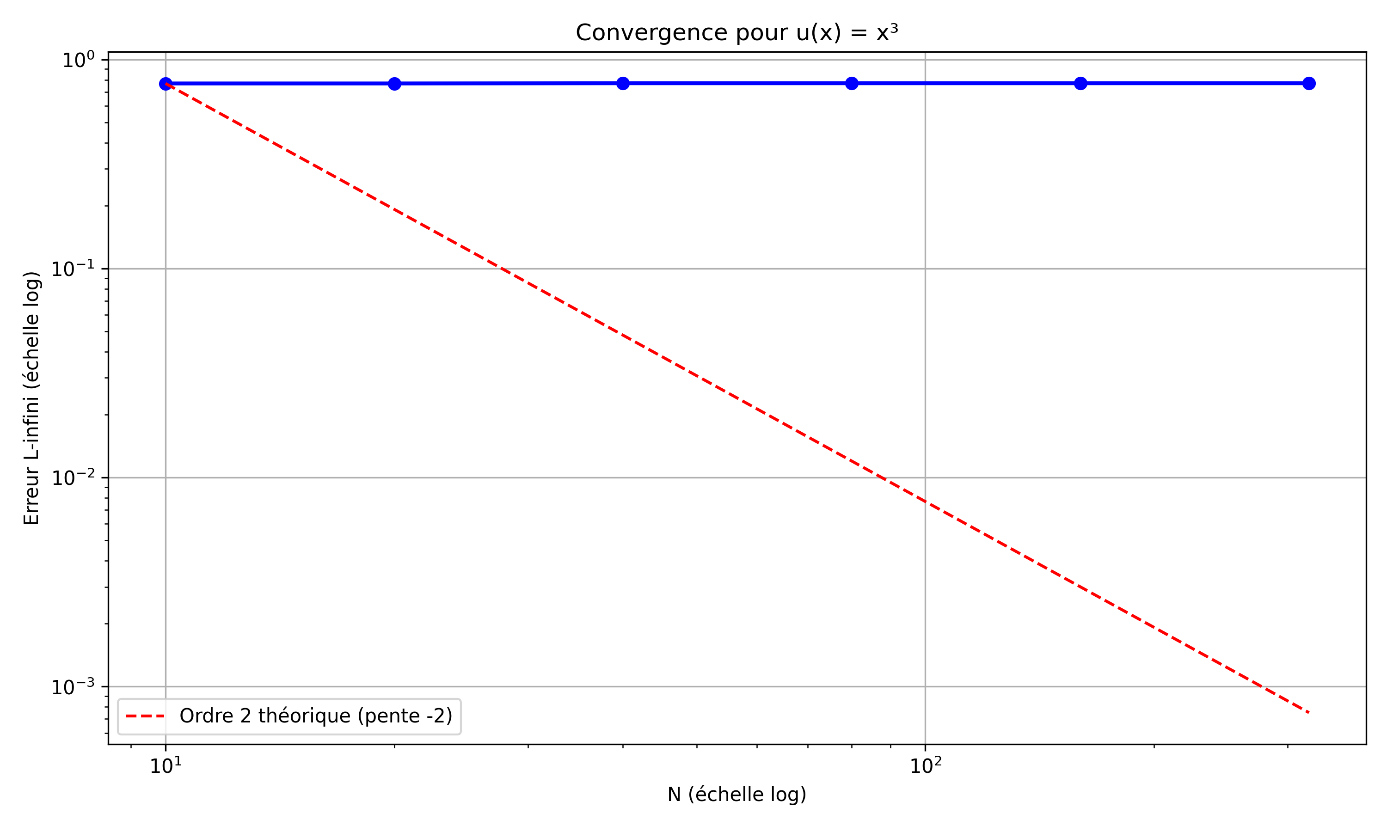 Convergence pour u(x) = x³
10⁰
10⁻¹
10⁻²
10⁻³
Erreur L-infini (échelle log)
Ordre 2 théorique (pente -2)
10¹
10²
N (échelle log)